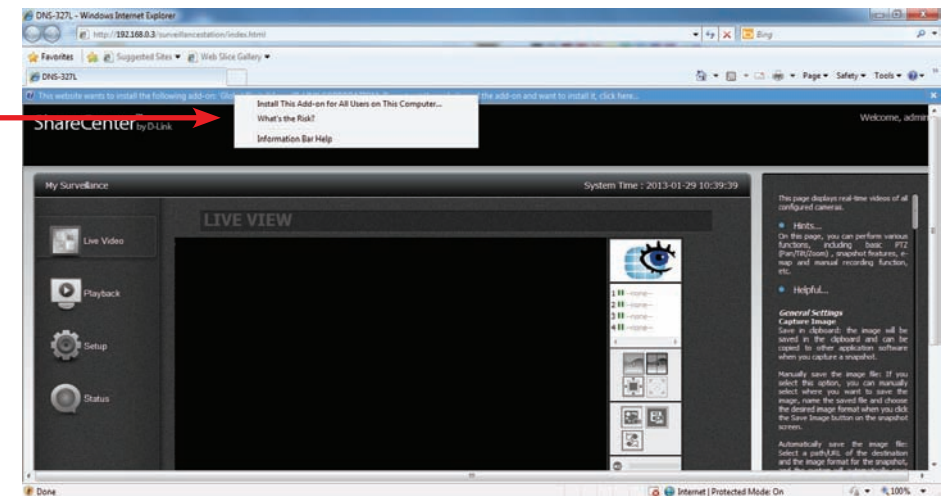 DNS-327L - Windows Internet Explorer
http://192.168.0.3/surveillancestation/index.html
Bing
Favorites
Suggested Sites
Web Slice Gallery
DNS-327L
Page
Safety
Tools
This website wants to install the following add-on:
the add-on and want to install it, click here...
Install This Add-on for All Users on This Computer...
What's the Risk?
Information Bar Help
ShareCenter by D-Link
Welcome, admin
My Surveillance
System Time : 2013-01-29 10:39:39
LIVE VIEW
Live Video
Playback
Setup
Status
1 --none--
2 --none--
3 --none--
4 --none--
This page displays real-time videos of all
configured cameras.
Hints...
On this page, you can perform various
functions, including basic PTZ
(Pan/Tilt/Zoom) , snapshot features, e-
map and manual recording function,
etc.
Helpful...
General Settings
Capture Image
Save in clipboard: the image will be
saved in the clipboard and can be
copied to other application software
when you capture a snapshot.
Manually save the image file: If you
select this option, you can manually
select where you want to save the
image, name the saved file and choose
the desired image format when you click
the Save Image button on the snapshot
screen.
Automatically save the image file:
Select a path/URL of the destination
and the image format for the snapshot,
Done
Internet | Protected Mode: On
100%